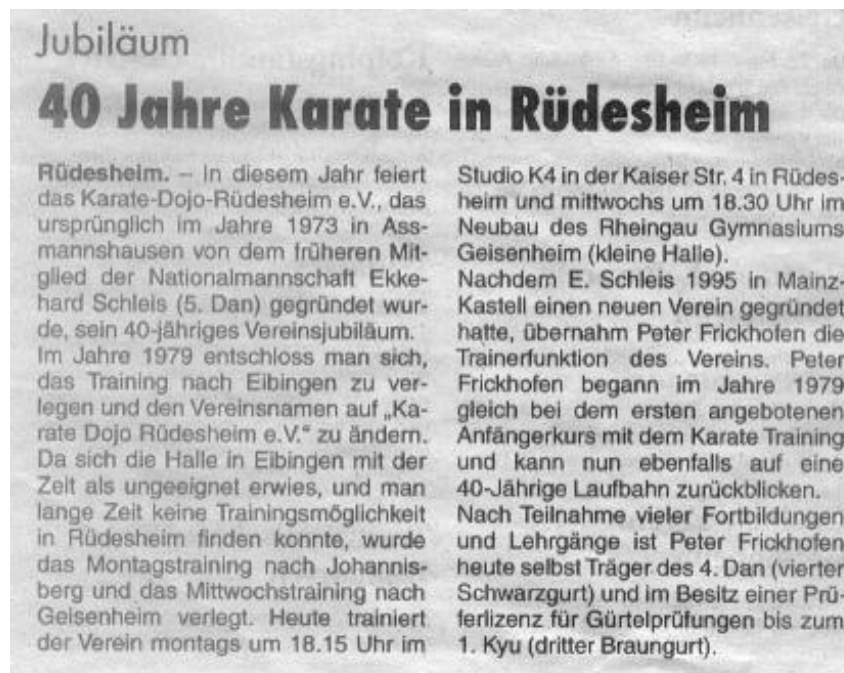 Jubiläum
40 Jahre Karate in Rüdesheim
Rüdesheim. – In diesem Jahr feiert
das Karate-Dojo-Rüdesheim e.V., das
ursprünglich im Jahre 1973 in Ass-
mannshausen von dem früheren Mit-
glied der Nationalmannschaft Ekke-
hard Schleis (5. Dan) gegründet wur-
de, sein 40-jähriges Vereinsjubiläum.
Im Jahre 1979 entschloss man sich,
das Training nach Eibingen zu ver-
legen und den Vereinsnamen auf „Ka-
rate Dojo Rüdesheim e.V.“ zu ändern.
Da sich die Halle in Eibingen mit der
Zeit als ungeeignet erwies, und man
lange Zeit keine Trainingsmöglichkeit
in Rüdesheim finden konnte, wurde
das Montagstraining nach Johannis-
berg und das Mittwochstraining nach
Geisenheim verlegt. Heute trainiert
der Verein montags um 18.15 Uhr im
Studio K4 in der Kaiser Str. 4 in Rüdes-
heim und mittwochs um 18.30 Uhr im
Neubau des Rheingau Gymnasiums
Geisenheim (kleine Halle).
Nachdem E. Schleis 1995 in Mainz-
Kastell einen neuen Verein gegründet
hatte, übernahm Peter Frickhofen die
Trainerfunktion des Vereins. Peter
Frickhofen begann im Jahre 1979
gleich bei dem ersten angebotenen
Anfängerkurs mit dem Karate Training
und kann nun ebenfalls auf eine
40-Jährige Laufbahn zurückblicken.
Nach Teilnahme vieler Fortbildungen
und Lehrgänge ist Peter Frickhofen
heute selbst Träger des 4. Dan (vierter
Schwarzgurt) und im Besitz einer Prü-
ferlizenz für Gürtelprüfungen bis zum
1. Kyu (dritter Braungurt).